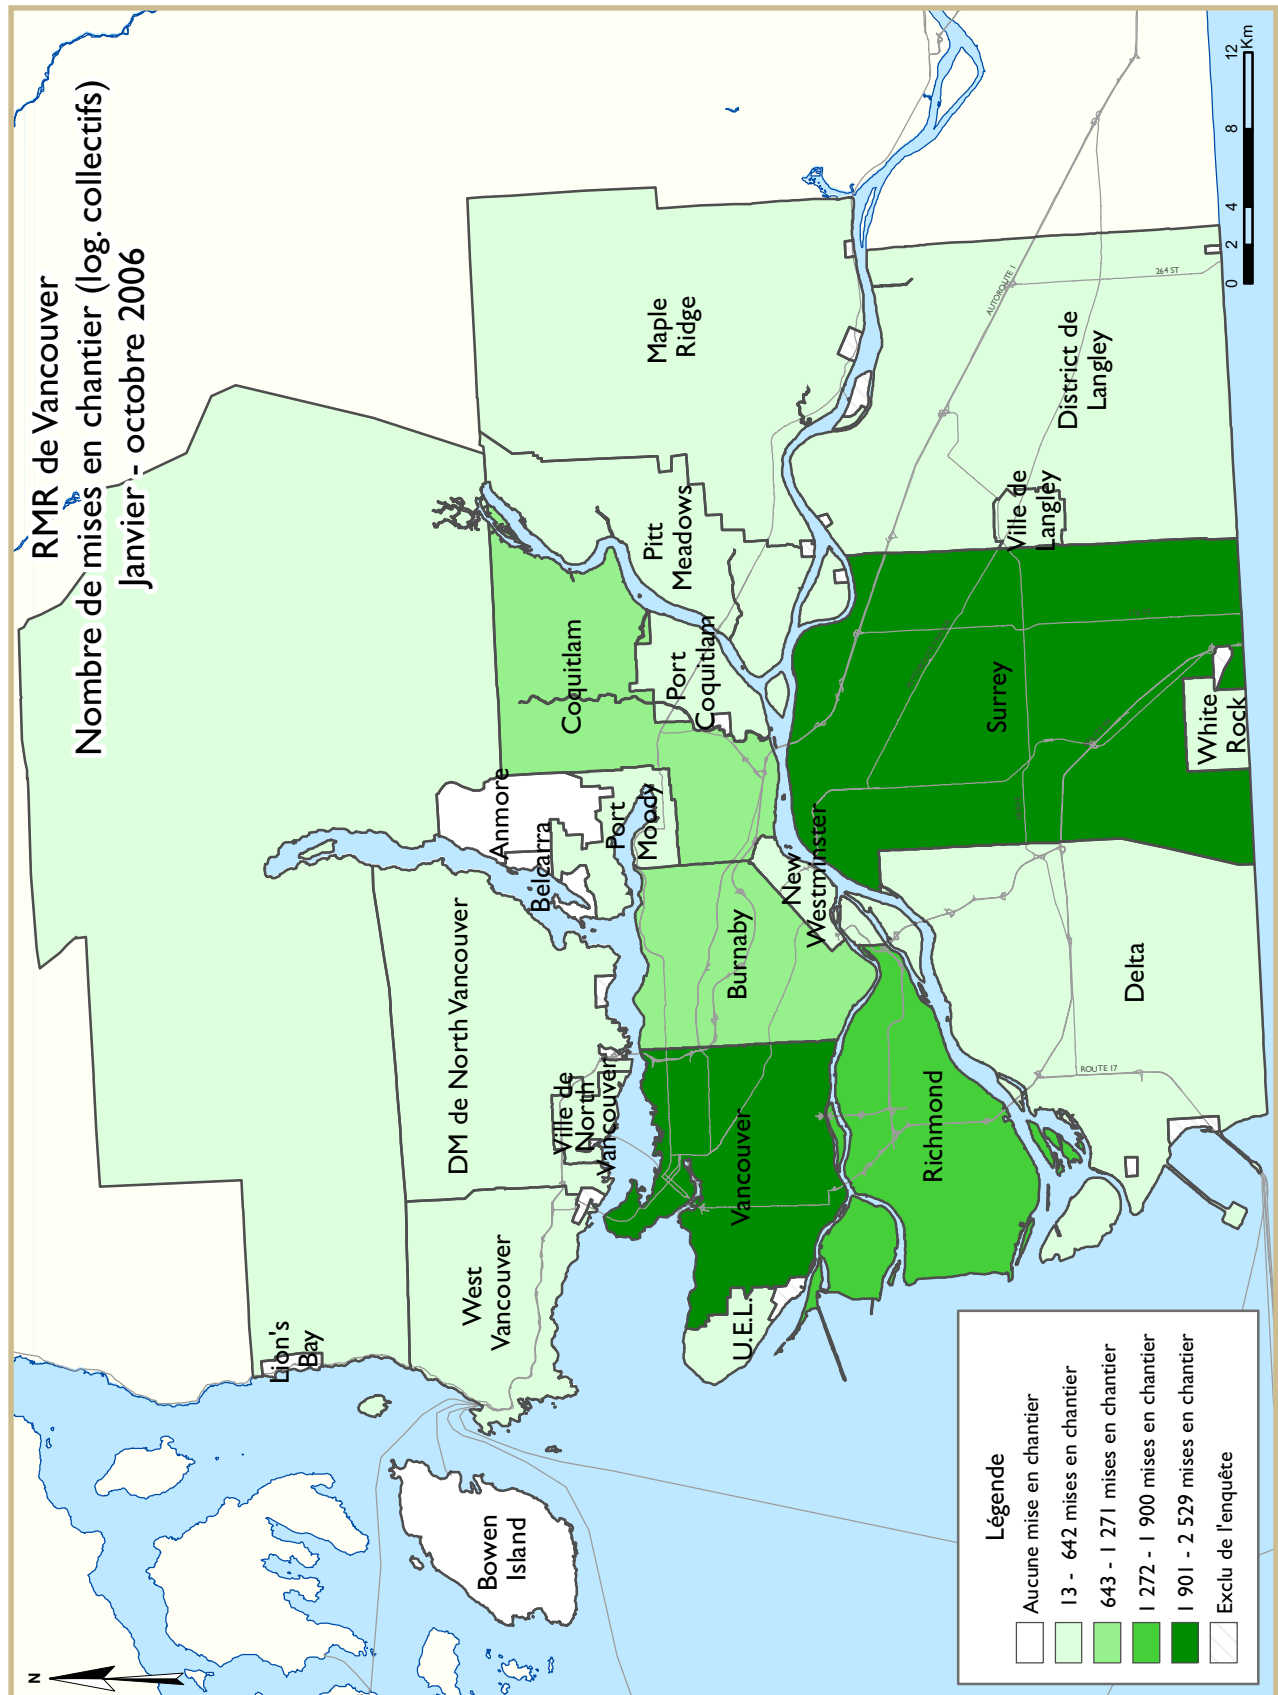 RMR de Vancouver
Nombre de mises en chantier (log. collectifs)
Janvier - octobre 2006
N
Lion's
Bay
DM de North Vancouver
West
Vancouver
Ville de
North
Vancouver
Bowen
Island
Anmore
Belcarra
Port
Moody
Coquitlam
Port
Coquitlam
Pitt
Meadows
Maple
Ridge
U.E.L.
Vancouver
Burnaby
New
Westminster
Richmond
Surrey
Delta
White
Rock
Ville de
Langley
District de
Langley
AUTOROUTE 1
264 ST
ROUTE 17
Légende
Aucune mise en chantier
13 - 642 mises en chantier
643 - 1 271 mises en chantier
1 272 - 1 900 mises en chantier
1 901 - 2 529 mises en chantier
Exclu de l'enquête
0 2 4 8 12
Km